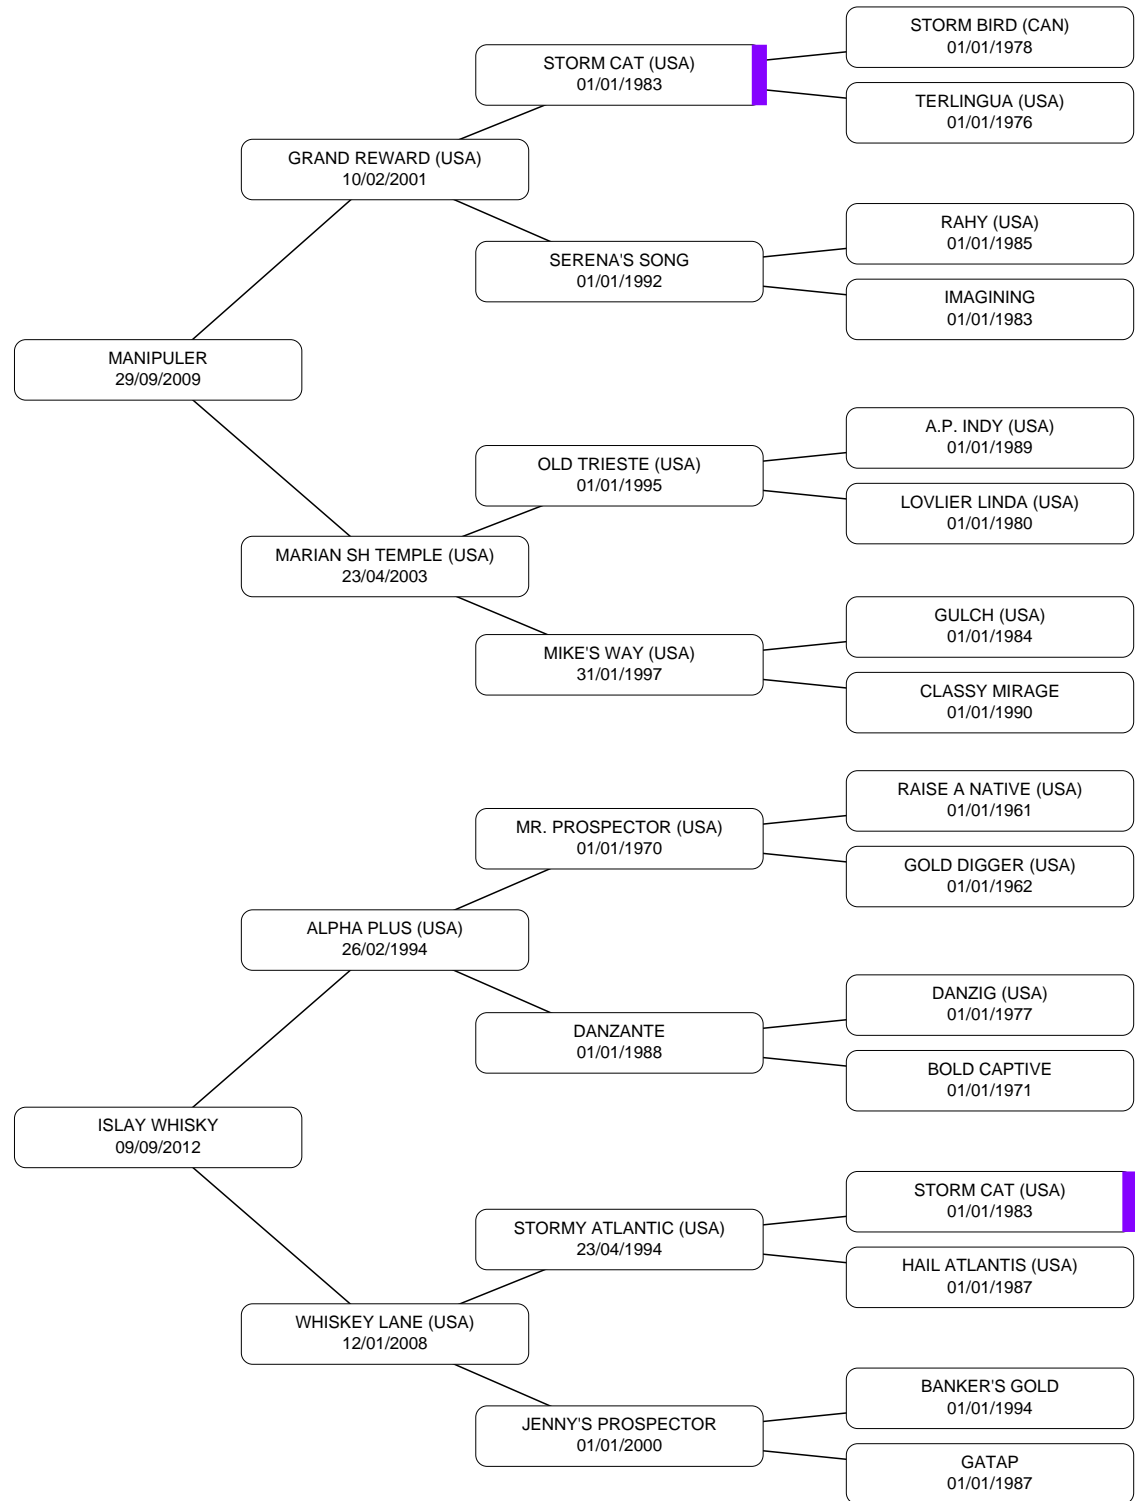 STORM BIRD (CAN)
01/01/1978
STORM CAT (USA)
01/01/1983
TERLINGUA (USA)
01/01/1976
GRAND REWARD (USA)
10/02/2001
RAHY (USA)
01/01/1985
SERENA'S SONG
01/01/1992
IMAGINING
01/01/1983
MANIPULER
29/09/2009
A.P. INDY (USA)
01/01/1989
OLD TRIESTE (USA)
01/01/1995
LOVLIER LINDA (USA)
01/01/1980
MARIAN SH TEMPLE (USA)
23/04/2003
GULCH (USA)
01/01/1984
MIKE'S WAY (USA)
31/01/1997
CLASSY MIRAGE
01/01/1990
RAISE A NATIVE (USA)
01/01/1961
MR. PROSPECTOR (USA)
01/01/1970
GOLD DIGGER (USA)
01/01/1962
ALPHA PLUS (USA)
26/02/1994
DANZIG (USA)
01/01/1977
DANZANTE
01/01/1988
BOLD CAPTIVE
01/01/1971
ISLAY WHISKY
09/09/2012
STORM CAT (USA)
01/01/1983
STORMY ATLANTIC (USA)
23/04/1994
HAIL ATLANTIS (USA)
01/01/1987
WHISKEY LANE (USA)
12/01/2008
BANKER'S GOLD
01/01/1994
JENNY'S PROSPECTOR
01/01/2000
GATAP
01/01/1987